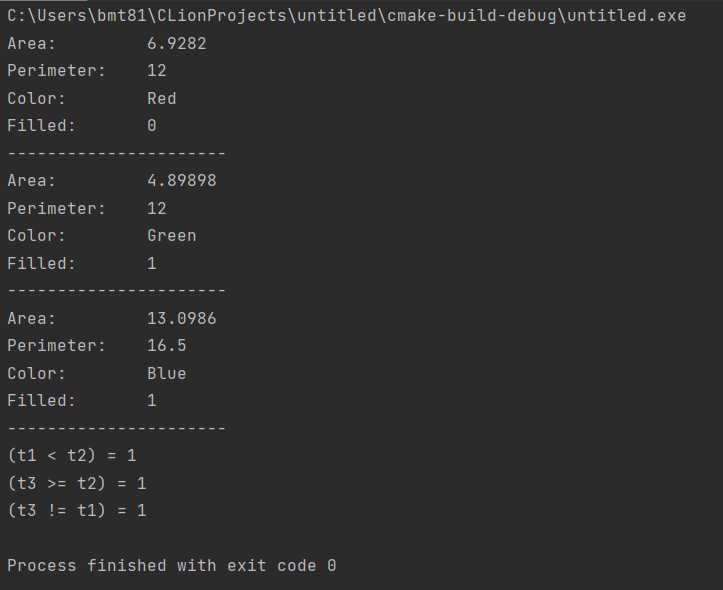 C:\Users\bmt81\CLionProjects\untitled\cmake-build-debug\untitled.exe
Area:         6.9282
Perimeter:    12
Color:        Red
Filled:       0
----------------------
Area:         4.89898
Perimeter:    12
Color:        Green
Filled:       1
----------------------
Area:         13.0986
Perimeter:    16.5
Color:        Blue
Filled:       1
----------------------
(t1 < t2) = 1
(t3 >= t2) = 1
(t3 != t1) = 1
Process finished with exit code 0